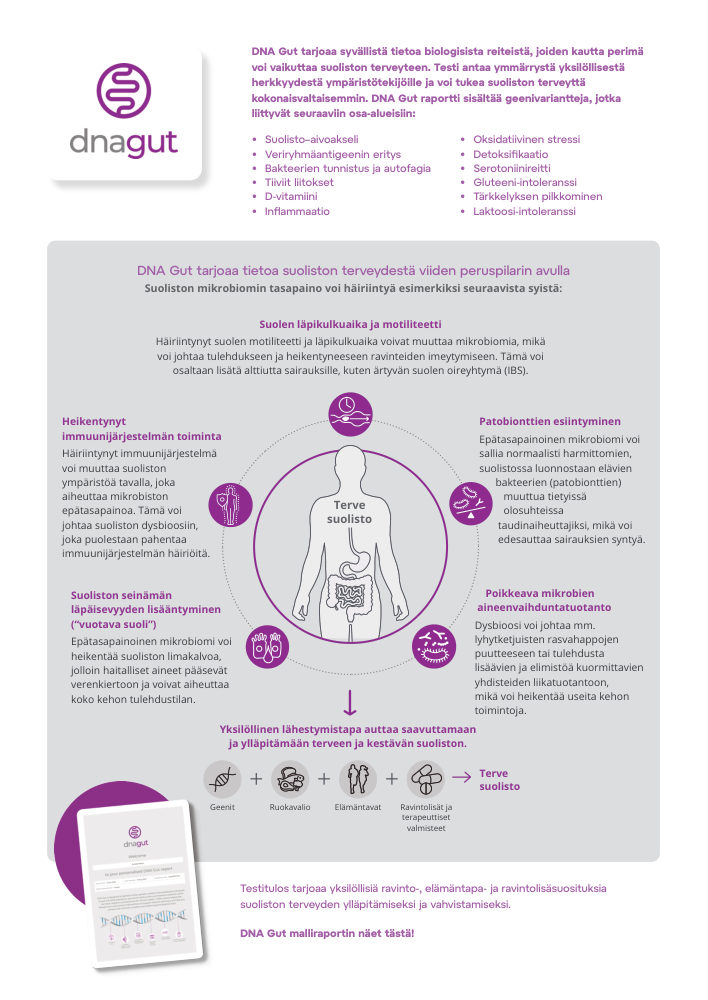 dnagut
DNA Gut tarjoaa syvällistä tietoa biologisista reiteistä, joiden kautta perimä
voi vaikuttaa suoliston terveyteen. Testi antaa ymmärrystä yksilöllisestä
herkkyydestä ympäristötekijöille ja voi tukea suoliston terveyttä
kokonaisvaltaisemmin. DNA Gut raportti sisältää geenivariantteja, jotka
liittyvät seuraaviin osa-alueisiin:
• Suolisto–aivoakseli
• Veriryhmäantigeenin eritys
• Bakteerien tunnistus ja autofagia
• Tiiviit liitokset
• D-vitamiini
• Inflammaatio
• Oksidatiivinen stressi
• Detoksifikaatio
• Serotoniinireitti
• Gluteeni-intoleranssi
• Tärkkelyksen pilkkominen
• Laktoosi-intoleranssi
DNA Gut tarjoaa tietoa suoliston terveydestä viiden peruspilarin avulla
Suoliston mikrobiomin tasapaino voi häiriintyä esimerkiksi seuraavista syistä:
Suolen läpikulkuaika ja motiliteetti
Häiriintynyt suolen motiliteetti ja läpikulkuaika voivat muuttaa mikrobiomia, mikä
voi johtaa tulehdukseen ja heikentyneeseen ravinteiden imeytymiseen. Tämä voi
osaltaan lisätä alttiutta sairauksille, kuten ärtyvän suolen oireyhtymä (IBS).
Heikentynyt
immuunijärjestelmän toiminta
Häiriintynyt immuunijärjestelmä
voi muuttaa suoliston
ympäristöä tavalla, joka
aiheuttaa mikrobiston
epätasapainoa. Tämä voi
johtaa suoliston dysbioosiin,
joka puolestaan pahentaa
immuunijärjestelmän häiriöitä.
Patobionttien esiintyminen
Epätasapainoinen mikrobiomi voi
sallia normaalisti harmittomien,
suolistossa luonnostaan elävien
bakteerien (patobionttien)
muuttua tietyissä
olosuhteissa
taudinaiheuttajiksi, mikä voi
edesauttaa sairauksien syntyä.
Terve
suolisto
Suoliston seinämän
läpäisevyyden lisääntyminen
("vuotava suoli")
Epätasapainoinen mikrobiomi voi
heikentää suoliston limakalvoa,
jolloin haitalliset aineet pääsevät
verenkiertoon ja voivat aiheuttaa
koko kehon tulehdustilan.
Poikkeava mikrobien
aineenvaihduntatuotanto
Dysbioosi voi johtaa mm.
lyhytketjuisten rasvahappojen
puutteeseen tai tulehdusta
lisäävien ja elimistöä kuormittavien
yhdisteiden liikatuotantoon,
mikä voi heikentää useita kehon
toimintoja.
Yksilöllinen lähestymistapa auttaa saavuttamaan
ja ylläpitämään terveen ja kestävän suoliston.
+ + +
Terve
suolisto
Geenit
Ruokavalio
Elämäntavat
Ravintolisät ja
terapeuttiset
valmisteet
dnagut
Welcome
To your personalised DNA Gut report
Testitulos tarjoaa yksilöllisiä ravinto-, elämäntapa- ja ravintolisäsuosituksia
suoliston terveyden ylläpitämiseksi ja vahvistamiseksi.
DNA Gut malliraportin näet tästä!